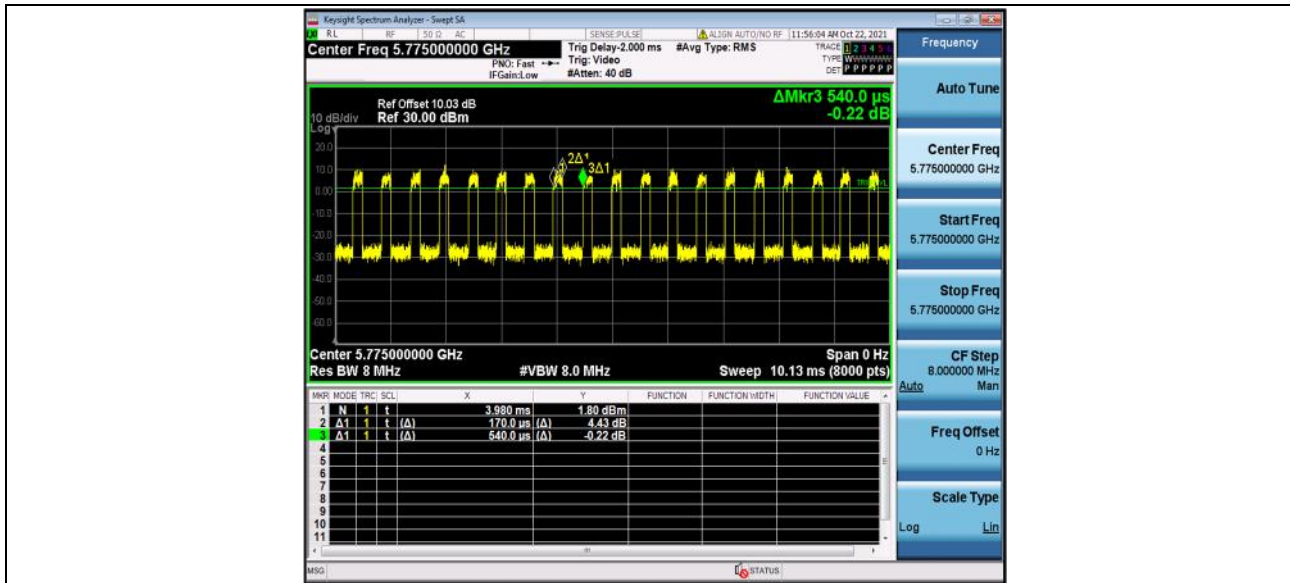 Keysight Spectrum Analyzer - Swept SA
RL RF 50 Ω AC SENSE:PULSE ALIGN AUTO/NO RF 11:56:04 AM Oct 22, 2021
Center Freq 5.775000000 GHz Trig Delay-2.000 ms #Avg Type: RMS TRACE 1 2 3 4 5 6
PNO: Fast Trig: Video TYPE WWWWWW
IFGain:Low #Atten: 40 dB DET P P P P P P
Frequency
Auto Tune
Center Freq
5.775000000 GHz
Start Freq
5.775000000 GHz
Stop Freq
5.775000000 GHz
CF Step
8.000000 MHz
Auto Man
Freq Offset
0 Hz
Scale Type
Log Lin
ΔMkr3 540.0 µs
-0.22 dB
Ref Offset 10.03 dB
10 dB/div Ref 30.00 dBm
Log
20.0
10.0
0.00
-10.0
-20.0
-30.0
-40.0
-50.0
-60.0
2Δ1
3Δ1
Center 5.775000000 GHz Span 0 Hz
Res BW 8 MHz #VBW 8.0 MHz Sweep 10.13 ms (8000 pts)
MKR MODE TRC SCL X Y FUNCTION FUNCTION WIDTH FUNCTION VALUE
1 N 1 t 3.980 ms 1.80 dBm
2 Δ1 1 t (Δ) 170.0 µs (Δ) 4.43 dB
3 Δ1 1 t (Δ) 540.0 µs (Δ) -0.22 dB
4
5
6
7
8
9
10
11
MSG STATUS